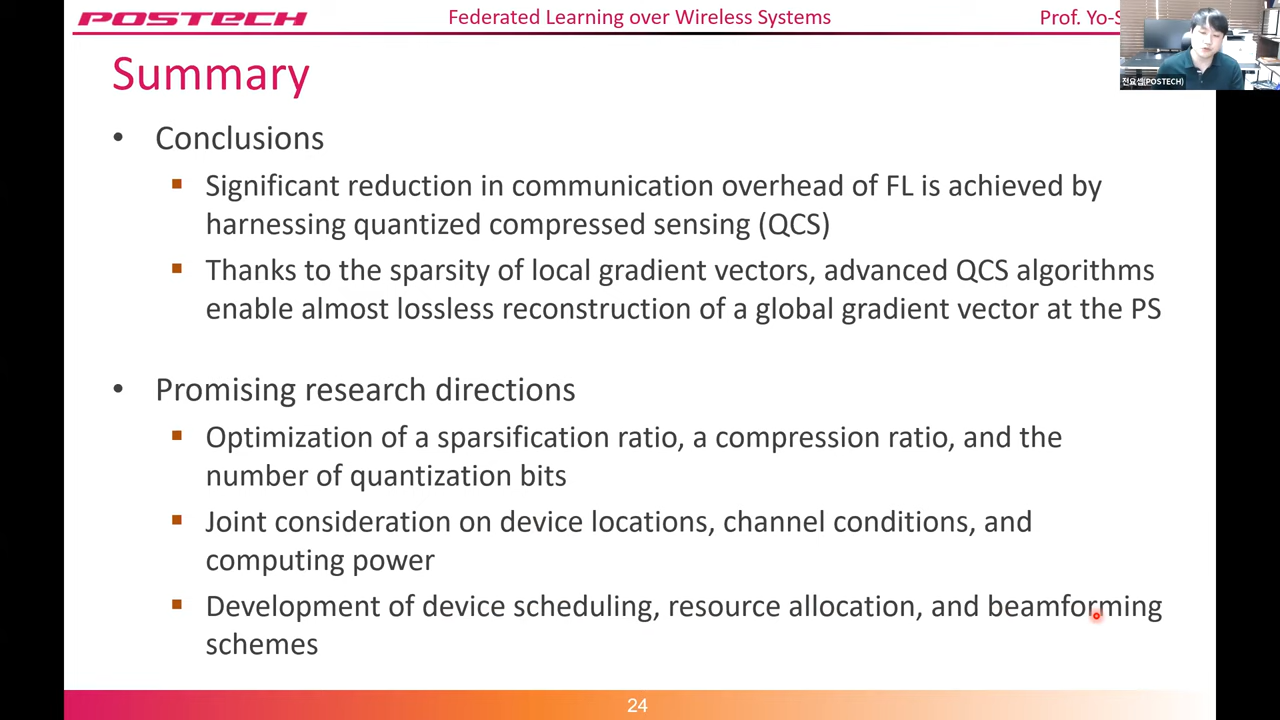 POSTECH
Federated Learning over Wireless Systems
Prof. Yo-S
전요셉(POSTECH)
Summary
• Conclusions
▪ Significant reduction in communication overhead of FL is achieved by
harnessing quantized compressed sensing (QCS)
▪ Thanks to the sparsity of local gradient vectors, advanced QCS algorithms
enable almost lossless reconstruction of a global gradient vector at the PS
• Promising research directions
▪ Optimization of a sparsification ratio, a compression ratio, and the
number of quantization bits
▪ Joint consideration on device locations, channel conditions, and
computing power
▪ Development of device scheduling, resource allocation, and beamforming
schemes
24